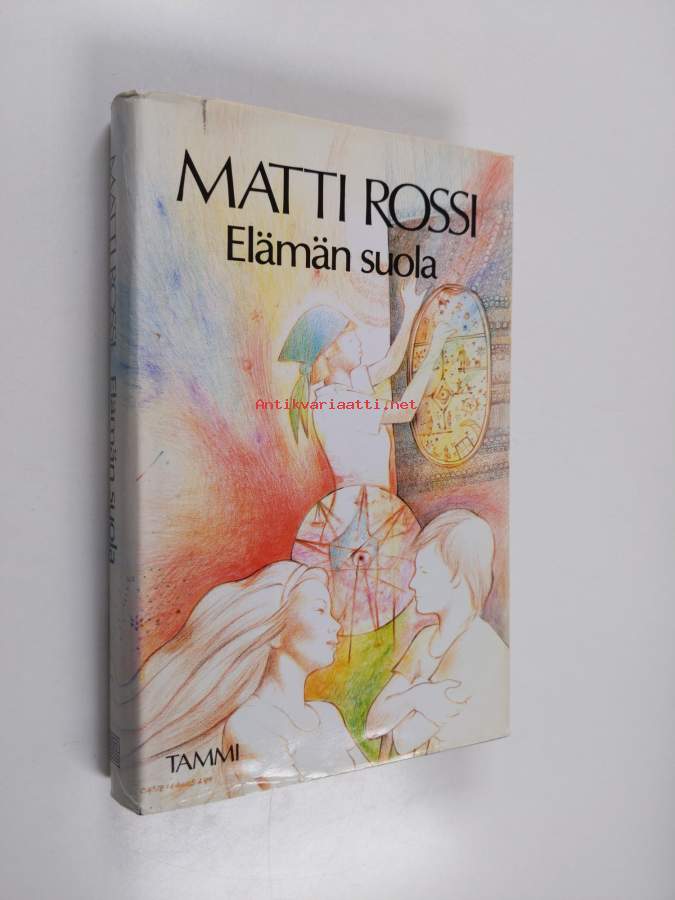 MATTI ROSSI
Elämän suola
TAMMI
MATTI ROSSI Elämän suola
Antikvariaatti.net